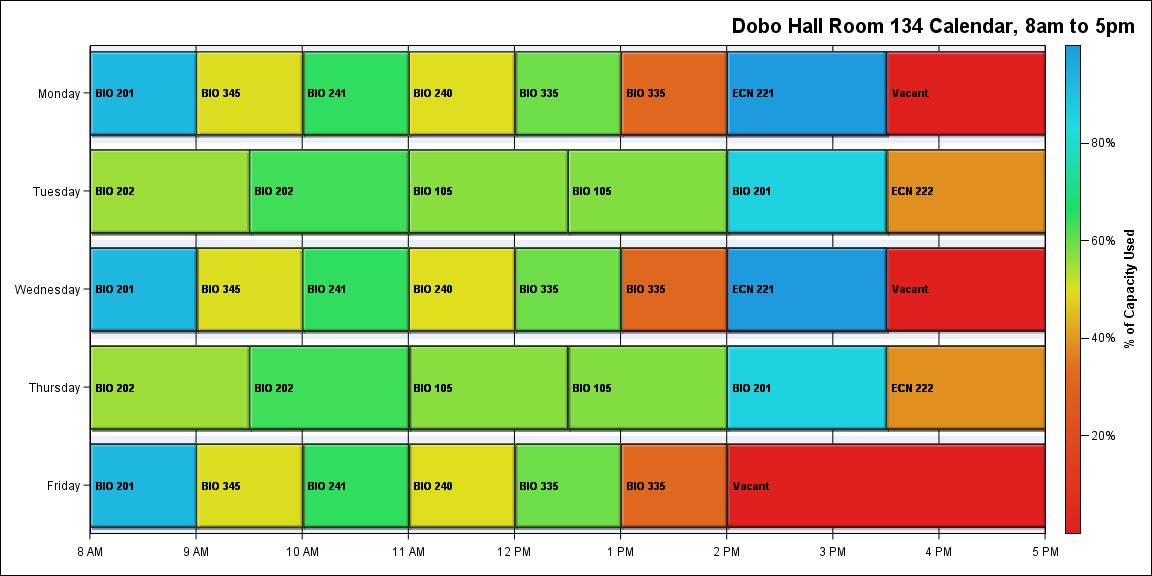 Dobo Hall Room 134 Calendar, 8am to 5pm
Monday
BIO 201
BIO 345
BIO 241
BIO 240
BIO 335
BIO 335
ECN 221
Vacant
Tuesday
BIO 202
BIO 202
BIO 105
BIO 105
BIO 201
ECN 222
Wednesday
BIO 201
BIO 345
BIO 241
BIO 240
BIO 335
BIO 335
ECN 221
Vacant
Thursday
BIO 202
BIO 202
BIO 105
BIO 105
BIO 201
ECN 222
Friday
BIO 201
BIO 345
BIO 241
BIO 240
BIO 335
BIO 335
Vacant
8 AM
9 AM
10 AM
11 AM
12 PM
1 PM
2 PM
3 PM
4 PM
5 PM
80%
60%
40%
20%
% of Capacity Used